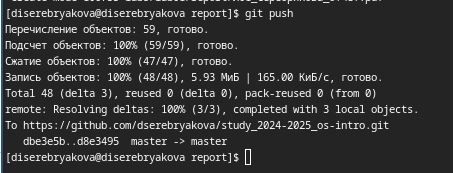 [diserebryakova@diserebryakova report]$ git push
Перечисление объектов: 59, готово.
Подсчет объектов: 100% (59/59), готово.
Сжатие объектов: 100% (47/47), готово.
Запись объектов: 100% (48/48), 5.93 МиБ | 165.00 КиБ/с, готово.
Total 48 (delta 3), reused 0 (delta 0), pack-reused 0 (from 0)
remote: Resolving deltas: 100% (3/3), completed with 3 local objects.
To https://github.com/dserebryakova/study_2024-2025_os-intro.git
   dbe3e5b..d8e3495  master -> master
[diserebryakova@diserebryakova report]$